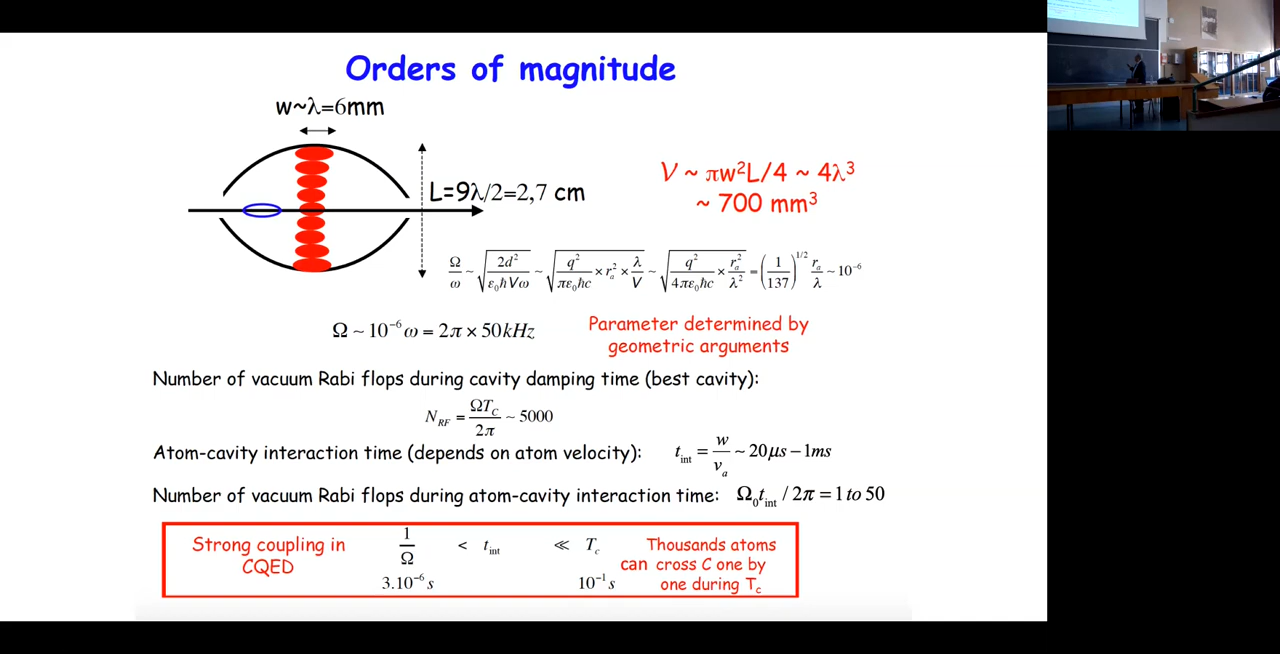 Orders of magnitude
w~λ=6mm
L=9λ/2=2,7 cm
V ~ πw²L/4 ~ 4λ³
~ 700 mm³
Ω/ω ~ √(2d²/ε₀ħVω) ~ √(q²/πε₀ħc × rₐ² × λ/V) ~ √(q²/4πε₀ħc × rₐ²/λ²) = (1/137)^1/2 rₐ/λ ~ 10⁻⁶
Ω ~ 10⁻⁶ω = 2π × 50kHz
Parameter determined by
geometric arguments
Number of vacuum Rabi flops during cavity damping time (best cavity):
N_RF = ΩT_C/2π ~ 5000
Atom-cavity interaction time (depends on atom velocity): t_int = w/vₐ ~ 20μs – 1ms
Number of vacuum Rabi flops during atom-cavity interaction time: Ω₀t_int / 2π = 1 to 50
Strong coupling in
CQED
1/Ω < t_int ≪ T_c
3.10⁻⁶ s 10⁻¹ s
Thousands atoms
can cross C one by
one during T_c